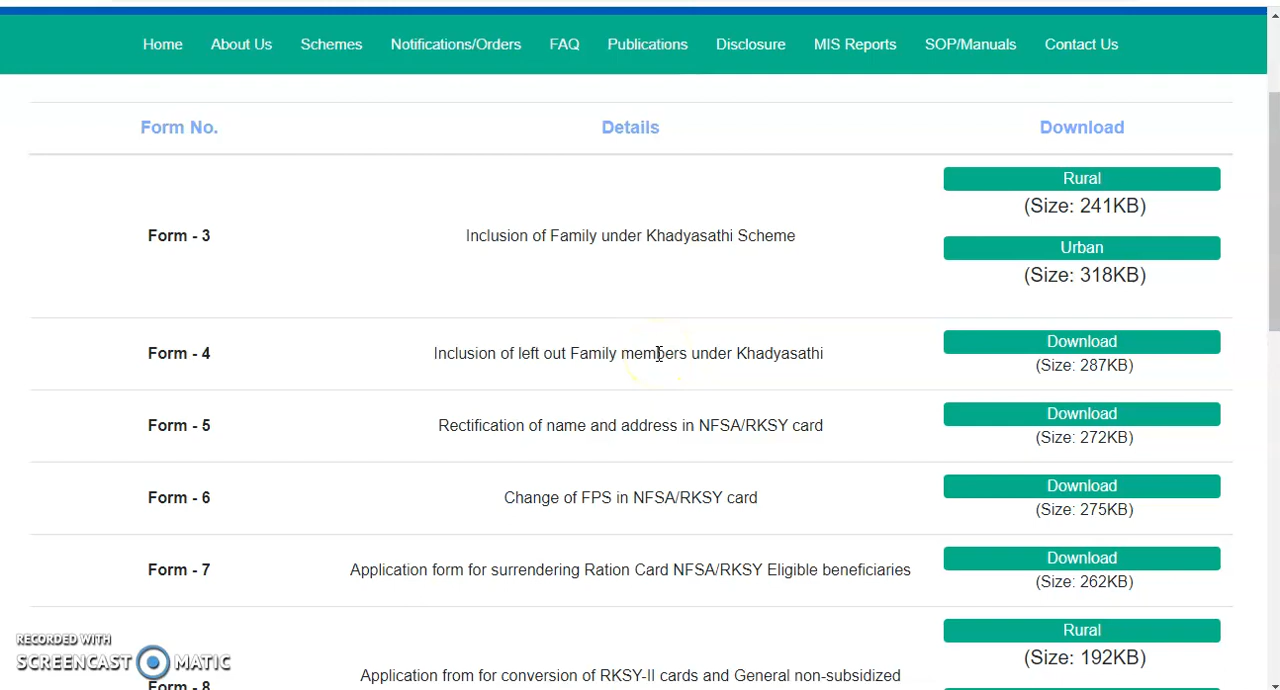 Home About Us Schemes Notifications/Orders FAQ Publications Disclosure MIS Reports SOP/Manuals Contact Us
Form No. Details Download
Form - 3 Inclusion of Family under Khadyasathi Scheme
Rural
(Size: 241KB)
Urban
(Size: 318KB)
Form - 4 Inclusion of left out Family members under Khadyasathi Download
(Size: 287KB)
Form - 5 Rectification of name and address in NFSA/RKSY card Download
(Size: 272KB)
Form - 6 Change of FPS in NFSA/RKSY card Download
(Size: 275KB)
Form - 7 Application form for surrendering Ration Card NFSA/RKSY Eligible beneficiaries Download
(Size: 262KB)
Form - 8 Application from for conversion of RKSY-II cards and General non-subsidized
Rural
(Size: 192KB)
RECORDED WITH
SCREENCAST MATIC